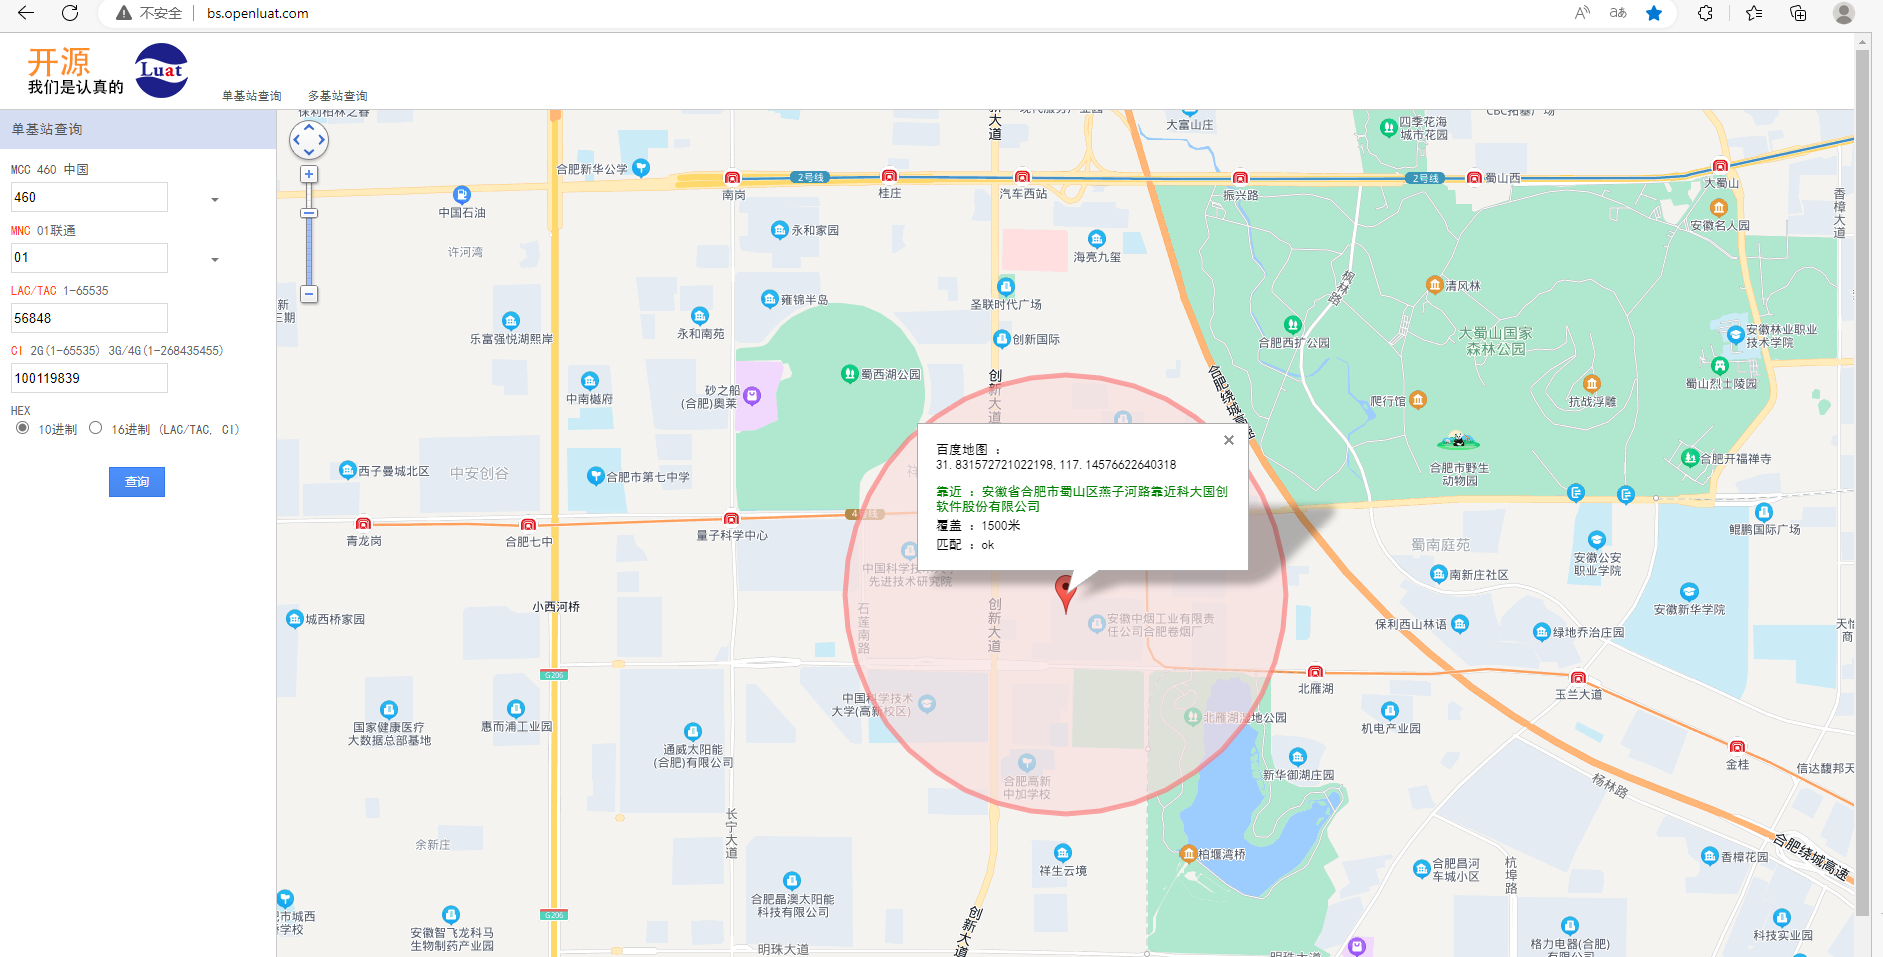 不安全
bs.openluat.com
开源
我们是认真的
Luat
单基站查询
多基站查询
单基站查询
MCC 460 中国
460
MNC 01联通
01
LAC/TAC 1-65535
56848
CI 2G(1-65535) 3G/4G(1-268435455)
100119839
HEX
10进制
16进制 (LAC/TAC, CI)
查询
百度地图 ：
31.831572721022198,117.14576622640318
靠近 ：安徽省合肥市蜀山区燕子河路靠近科大国创
软件股份有限公司
覆盖 ：1500米
匹配 ：ok
大富山庄
四季花海
城市花园
创新大道
合肥新华公学
南岗
2号线
桂庄
汽车西站
振兴路
2号线
蜀山西
大蜀山
香樟大道
中国石油
永和家园
许河湾
海亮九玺
安徽名人园
雍锦半岛
圣联时代广场
清风林
枫林路
乐富强悦湖熙岸
永和南苑
创新国际
合肥西扩公园
大蜀山国家
森林公园
安徽林业职业
技术学院
蜀西湖公园
创新大道
合肥绕城高速
蜀山烈士陵园
中南樾府
砂之船
(合肥)奥莱
爬行馆
抗战浮雕
西子曼城北区
中安创谷
合肥市第七中学
合肥市野生
动物园
合肥开福禅寺
青龙岗
合肥七中
量子科学中心
鲲鹏国际广场
蜀南庭苑
安徽公安
职业学院
先进技术研究院
南新庄社区
小西河桥
石莲南路
创新大道
安徽中烟工业有限责
任公司合肥卷烟厂
安徽新华学院
城西桥家园
保利西山林语
绿地乔治庄园
G206
北雁湖
玉兰大道
中国科学技术
大学(高新校区)
北雁湖湿地公园
国家健康医疗
大数据总部基地
惠而浦工业园
机电产业园
通威太阳能
(合肥)有限公司
合肥高新
中加学校
新华御湖庄园
金桂
信达馥邦天
杨林路
长宁大道
余新庄
祥生云境
柏堰湾桥
合肥昌河
车城小区
杭埠路
香樟花园
合肥绕城高速
合肥晶澳太阳能
科技有限公司
G206
创新大道
安徽智飞龙科马
生物制药产业园
明珠大道
格力电器(合肥)
有限公司
科技实业园